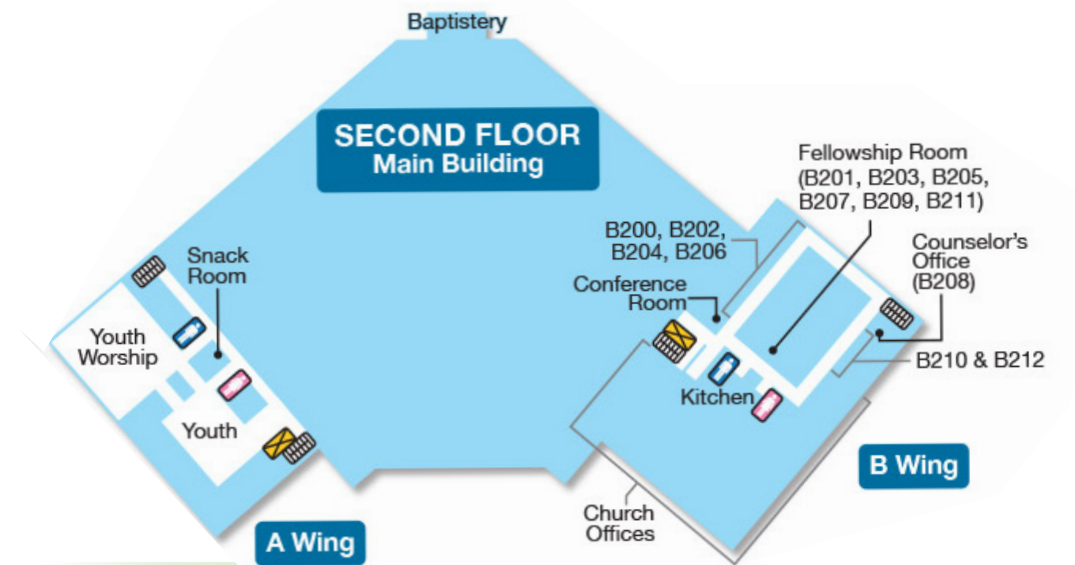 Baptistery
SECOND FLOOR
Main Building
Fellowship Room
(B201, B203, B205,
B207, B209, B211)
B200, B202,
B204, B206
Counselor's
Office
(B208)
Snack
Room
Conference
Room
Youth
Worship
B210 & B212
Kitchen
Youth
B Wing
Church
Offices
A Wing